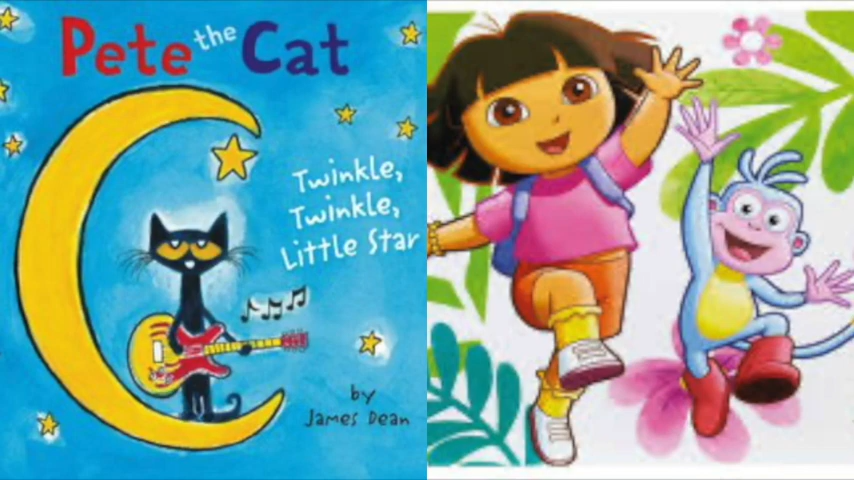 Pete the Cat
Twinkle,
Twinkle,
Little Star
by
James Dean